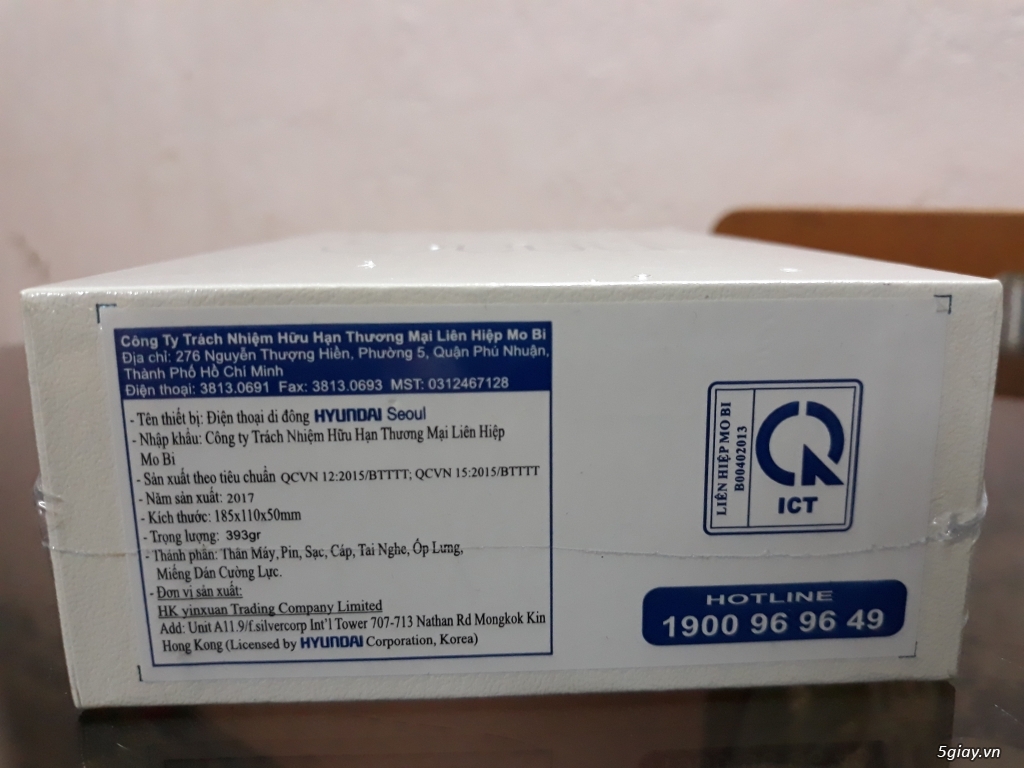 Công Ty Trách Nhiệm Hữu Hạn Thương Mại Liên Hiệp Mo Bi
Địa chỉ: 276 Nguyễn Thượng Hiền, Phường 5, Quận Phú Nhuận,
Thành Phố Hồ Chí Minh
Điện thoại: 3813.0691 Fax: 3813.0693 MST: 0312467128
- Tên thiết bị: Điện thoại di đông HYUNDAI Seoul
- Nhập khẩu: Công ty Trách Nhiệm Hữu Hạn Thương Mại Liên Hiệp
Mo Bi
- Sản xuất theo tiêu chuẩn QCVN 12:2015/BTTTT; QCVN 15:2015/BTTTT
- Năm sản xuất: 2017
- Kích thước: 185x110x50mm
- Trọng lượng: 393gr
- Thành phần: Thân Máy, Pin, Sạc, Cáp, Tai Nghe, Ốp Lưng,
Miếng Dán Cường Lực.
- Đơn vị sản xuất:
HK yinxuan Trading Company Limited
Add: Unit A11.9/f.silvercorp Int'l Tower 707-713 Nathan Rd Mongkok Kin
Hong Kong (Licensed by HYUNDAI Corporation, Korea)
LIÊN HIỆP MO BI
B00402013
ICT
HOTLINE
1900 96 96 49
5giay.vn